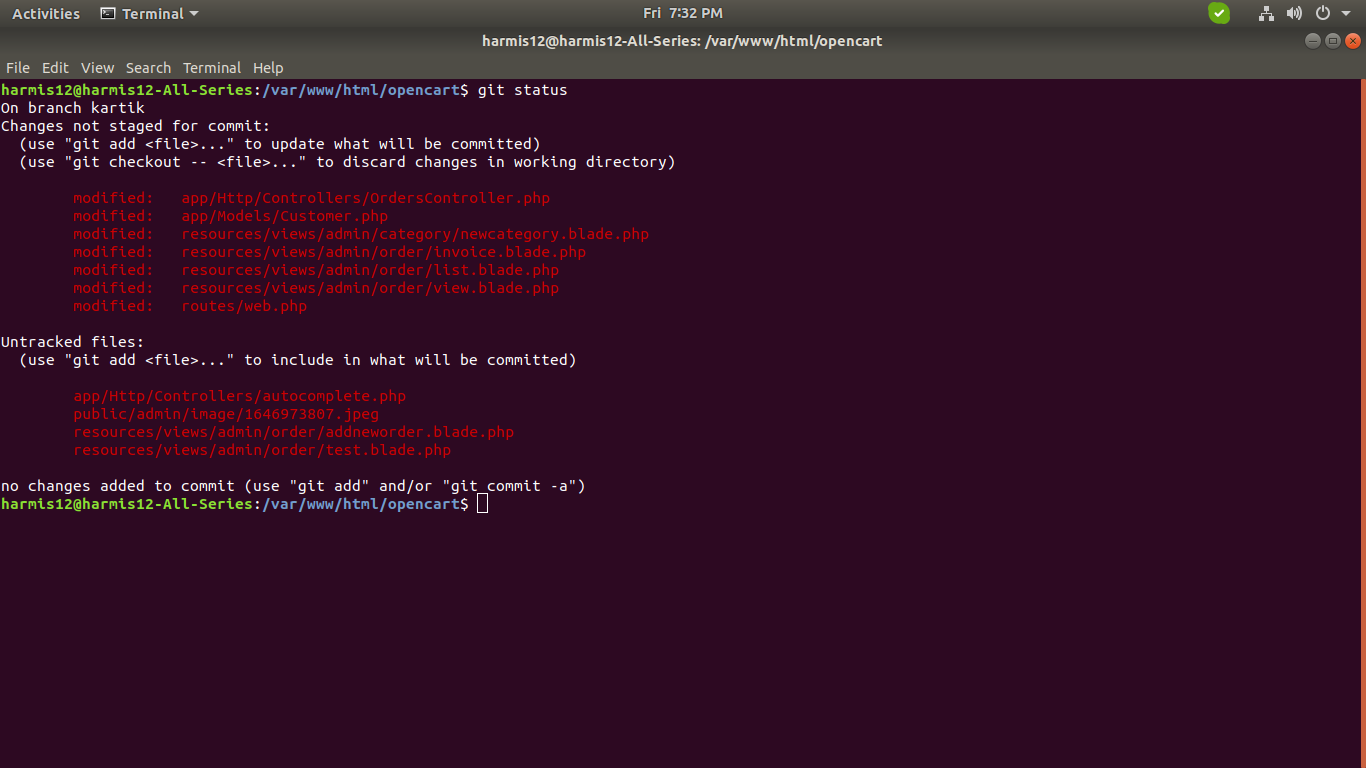 Activities Terminal Fri 7:32 PM
harmis12@harmis12-All-Series: /var/www/html/opencart
File Edit View Search Terminal Help
harmis12@harmis12-All-Series:/var/www/html/opencart$ git status
On branch kartik
Changes not staged for commit:
  (use "git add <file>..." to update what will be committed)
  (use "git checkout -- <file>..." to discard changes in working directory)
        modified:   app/Http/Controllers/OrdersController.php
        modified:   app/Models/Customer.php
        modified:   resources/views/admin/category/newcategory.blade.php
        modified:   resources/views/admin/order/invoice.blade.php
        modified:   resources/views/admin/order/list.blade.php
        modified:   resources/views/admin/order/view.blade.php
        modified:   routes/web.php
Untracked files:
  (use "git add <file>..." to include in what will be committed)
        app/Http/Controllers/autocomplete.php
        public/admin/image/1646973807.jpeg
        resources/views/admin/order/addneworder.blade.php
        resources/views/admin/order/test.blade.php
no changes added to commit (use "git add" and/or "git commit -a")
harmis12@harmis12-All-Series:/var/www/html/opencart$